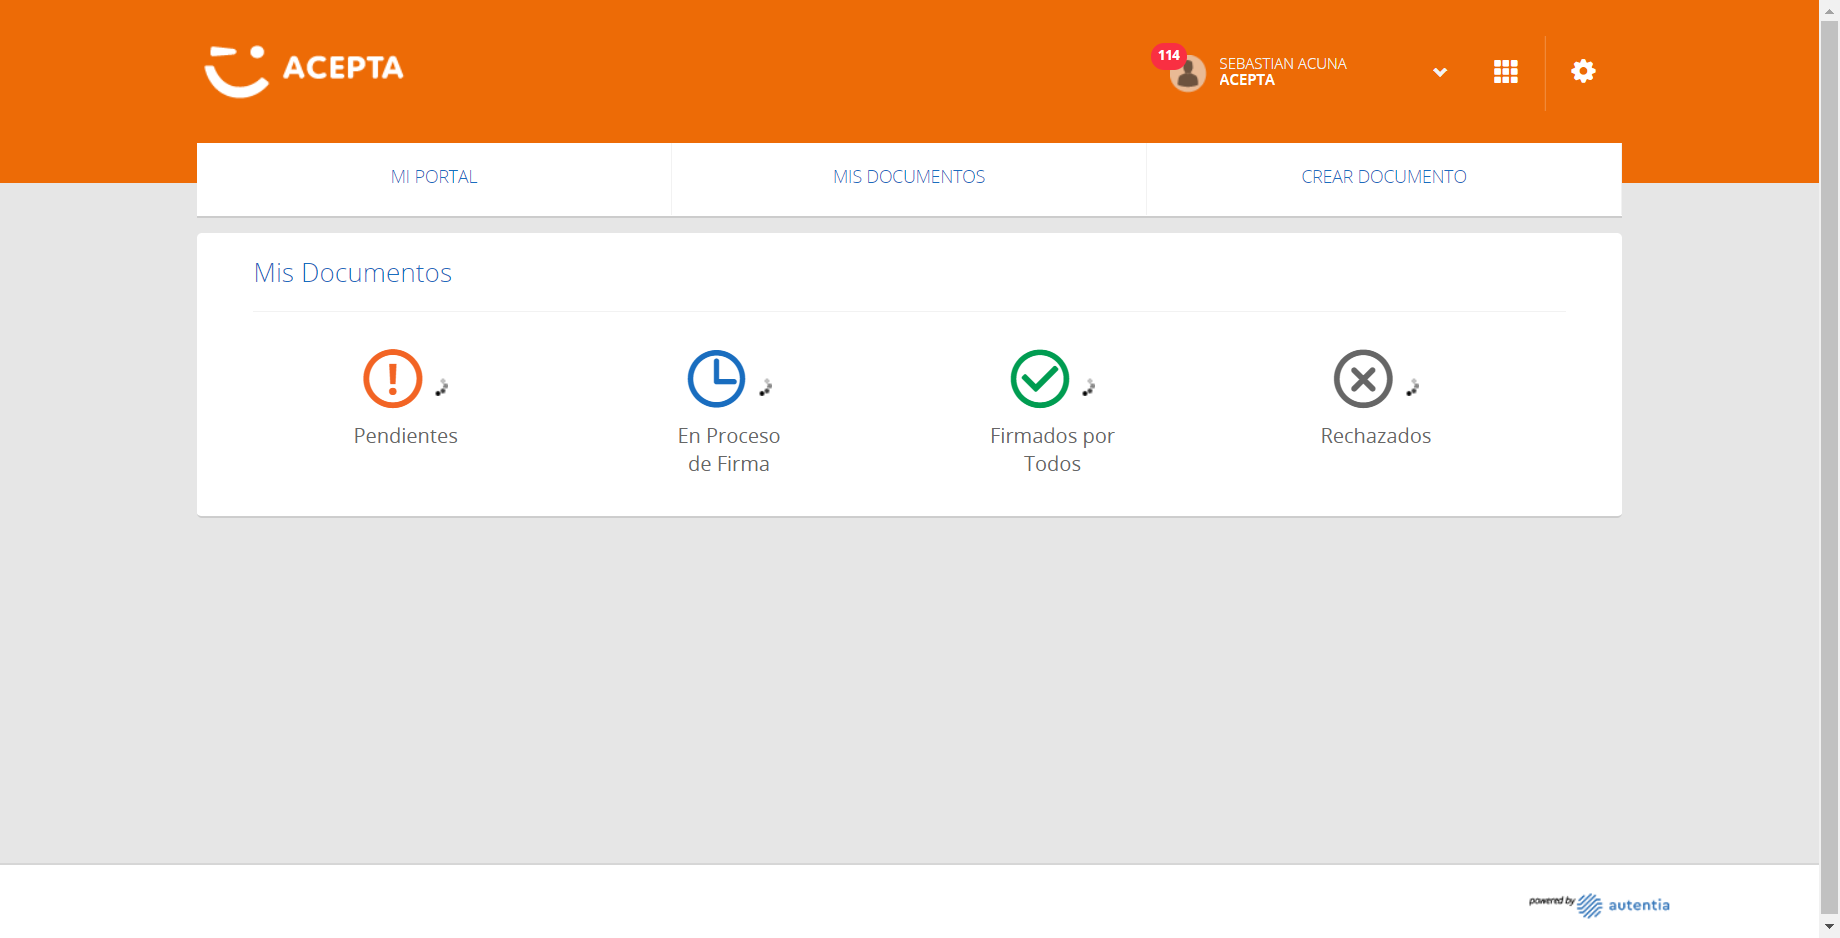 ACEPTA
114
SEBASTIAN ACUNA
ACEPTA
MI PORTAL
MIS DOCUMENTOS
CREAR DOCUMENTO
Mis Documentos
Pendientes
En Proceso
de Firma
Firmados por
Todos
Rechazados
powered by autentia